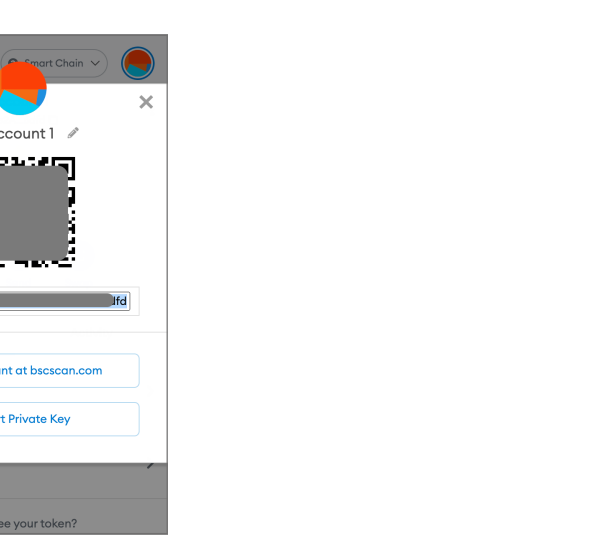 Smart Chain
ccount 1
dfd
nt at bscscan.com
t Private Key
ee your token?